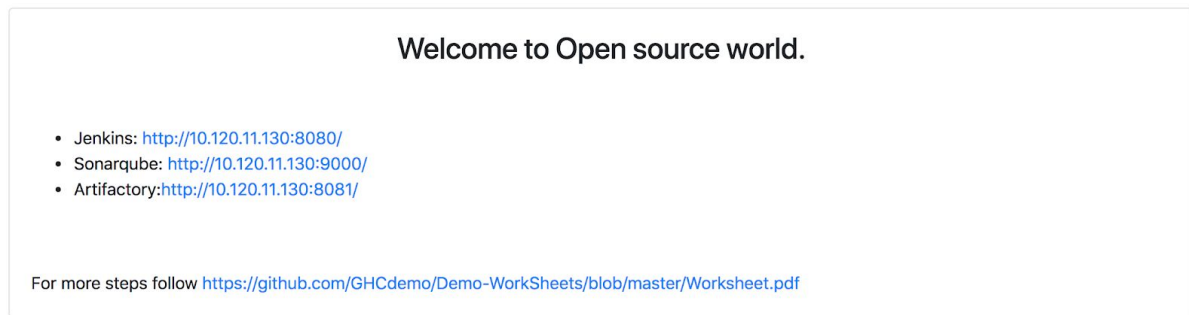 Welcome to Open source world.
• Jenkins: http://10.120.11.130:8080/
• Sonarqube: http://10.120.11.130:9000/
• Artifactory:http://10.120.11.130:8081/
For more steps follow https://github.com/GHCdemo/Demo-WorkSheets/blob/master/Worksheet.pdf